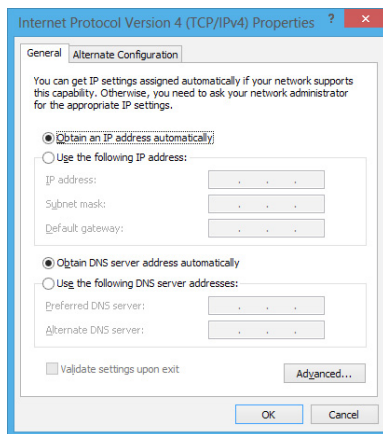 Internet Protocol Version 4 (TCP/IPv4) Properties ? ×
General Alternate Configuration
You can get IP settings assigned automatically if your network supports
this capability. Otherwise, you need to ask your network administrator
for the appropriate IP settings.
Obtain an IP address automatically
Use the following IP address:
IP address: . . .
Subnet mask: . . .
Default gateway: . . .
Obtain DNS server address automatically
Use the following DNS server addresses:
Preferred DNS server: . . .
Alternate DNS server: . . .
Validate settings upon exit
Advanced...
OK Cancel